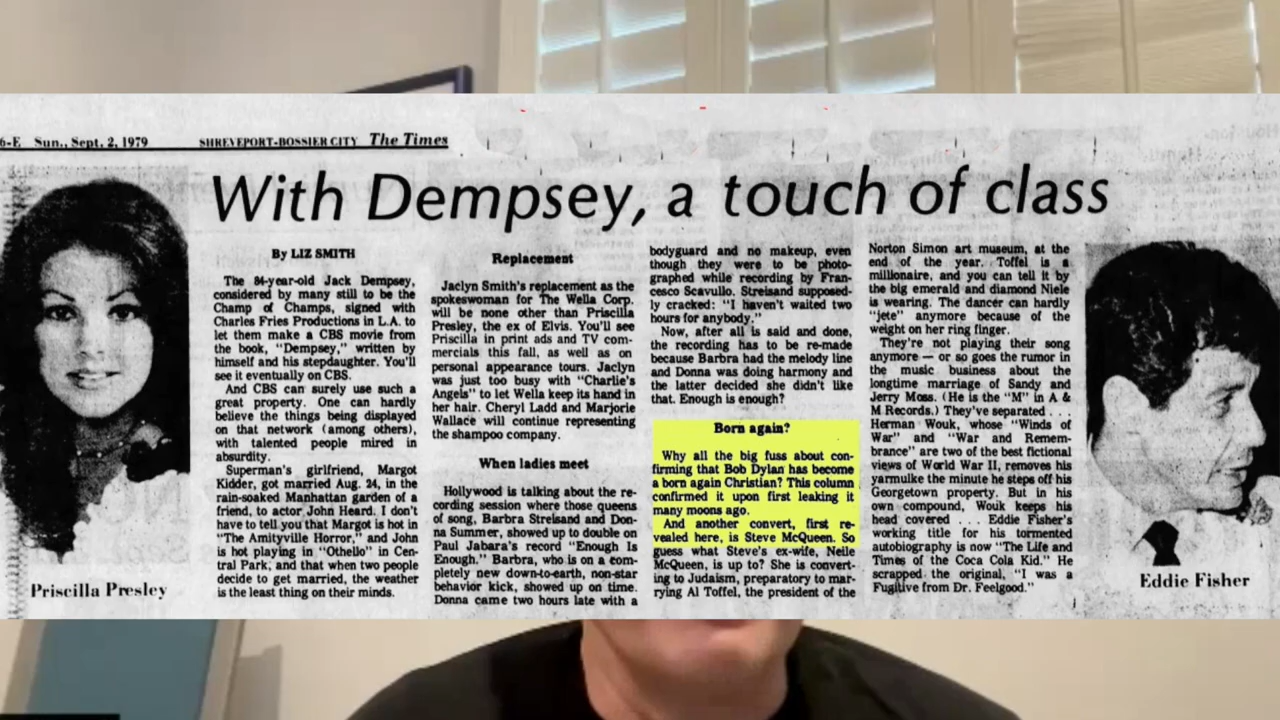 6-E Sun., Sept. 2, 1979 SHREVEPORT-BOSSIER CITY The Times
With Dempsey, a touch of class
By LIZ SMITH
The 84-year-old Jack Dempsey,
considered by many still to be the
Champ of Champs, signed with
Charles Fries Productions in L.A. to
let them make a CBS movie from
the book, "Dempsey," written by
himself and his stepdaughter. You'll
see it eventually on CBS.
And CBS can surely use such a
great property. One can hardly
believe the things being displayed
on that network (among others),
with talented people mired in
absurdity.
Superman's girlfriend, Margot
Kidder, got married Aug. 24, in the
rain-soaked Manhattan garden of a
friend, to actor John Heard. I don't
have to tell you that Margot is hot in
"The Amityville Horror," and John
is hot playing in "Othello" in Cen-
tral Park, and that when two people
decide to get married, the weather
is the least thing on their minds.
Replacement
Jaclyn Smith's replacement as the
spokeswoman for The Wella Corp.
will be none other than Priscilla
Presley, the ex of Elvis. You'll see
Priscilla in print ads and TV com-
mercials this fall, as well as on
personal appearance tours. Jaclyn
was just too busy with "Charlie's
Angels" to let Wella keep its hand in
her hair. Cheryl Ladd and Marjorie
Wallace will continue representing
the shampoo company.
When ladies meet
Hollywood is talking about the re-
cording session where those queens
of song, Barbra Streisand and Don-
na Summer, showed up to double on
Paul Jabara's record "Enough Is
Enough." Barbra, who is on a com-
pletely new down-to-earth, non-star
behavior kick, showed up on time.
Donna came two hours late with a
bodyguard and no makeup, even
though they were to be photo-
graphed while recording by Fran-
cesco Scavullo. Streisand supposed-
ly cracked: "I haven't waited two
hours for anybody."
Now, after all is said and done,
the recording has to be re-made
because Barbra had the melody line
and Donna was doing harmony and
the latter decided she didn't like
that. Enough is enough?
Born again?
Why all the big fuss about con-
firming that Bob Dylan has become
a born again Christian? This column
confirmed it upon first leaking it
many moons ago.
And another convert, first re-
vealed here, is Steve McQueen. So
guess what Steve's ex-wife, Neile
McQueen, is up to? She is convert-
ing to Judaism, preparatory to mar-
rying Al Toffel, the president of the
Norton Simon art museum, at the
end of the year. Toffel is a
millionaire, and you can tell it by
the big emerald and diamond Niele
is wearing. The dancer can hardly
"jete" anymore because of the
weight on her ring finger.
They're not playing their song
anymore — or so goes the rumor in
the music business about the
longtime marriage of Sandy and
Jerry Moss. (He is the "M" in A &
M Records.) They've separated . . .
Herman Wouk, whose "Winds of
War" and "War and Remem-
brance" are two of the best fictional
views of World War II, removes his
yarmulke the minute he steps off his
Georgetown property. But in his
own compound, Wouk keeps his
head covered . . . Eddie Fisher's
working title for his tormented
autobiography is now "The Life and
Times of the Coca Cola Kid." He
scrapped the original, "I was a
Fugitive from Dr. Feelgood."
Priscilla Presley
Eddie Fisher